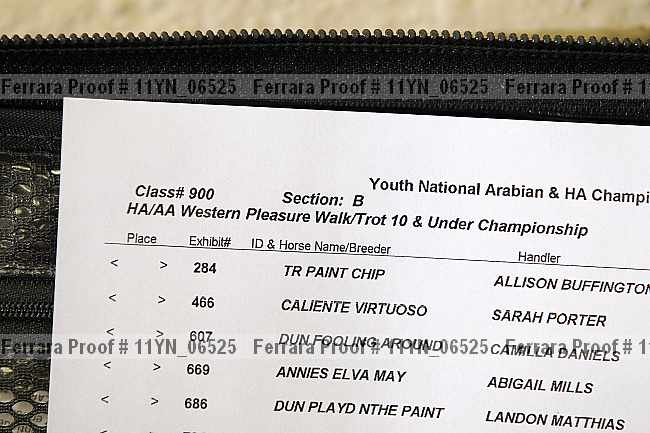 Ferrara Proof # 11YN_06525 Ferrara Proof # 11YN_06525 Ferrara Proof # 1
Youth National Arabian & HA Champi
Class# 900 Section: B
HA/AA Western Pleasure Walk/Trot 10 & Under Championship
Place Exhibit# ID & Horse Name/Breeder Handler
< > 284 TR PAINT CHIP ALLISON BUFFINGTON
< > 466 CALIENTE VIRTUOSO SARAH PORTER
< > 607 DUN FOOLING AROUND CAMILLA DANIELS
Ferrara Proof # 11YN_06525 Ferrara Proof # 11YN_06525 Ferrara Proof # 1
< > 669 ANNIES ELVA MAY ABIGAIL MILLS
< > 686 DUN PLAYD NTHE PAINT LANDON MATTHIAS